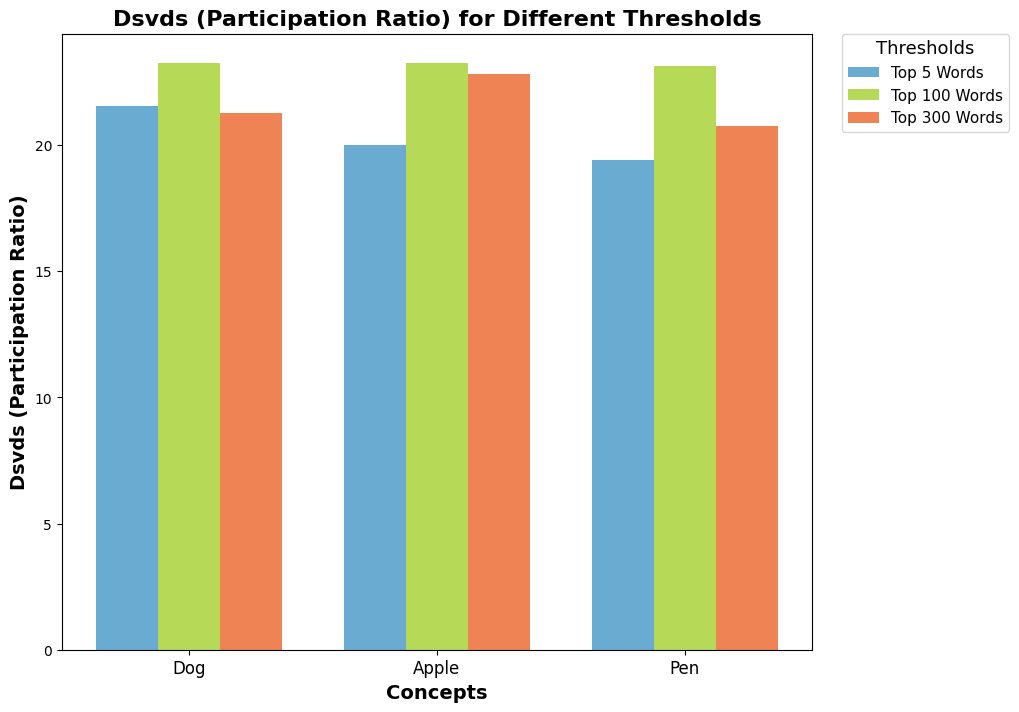 Dsvds (Participation Ratio) for Different Thresholds
Thresholds
Top 5 Words
Top 100 Words
Top 300 Words
Dsvds (Participation Ratio)
20
15
10
5
0
Dog Apple Pen
Concepts